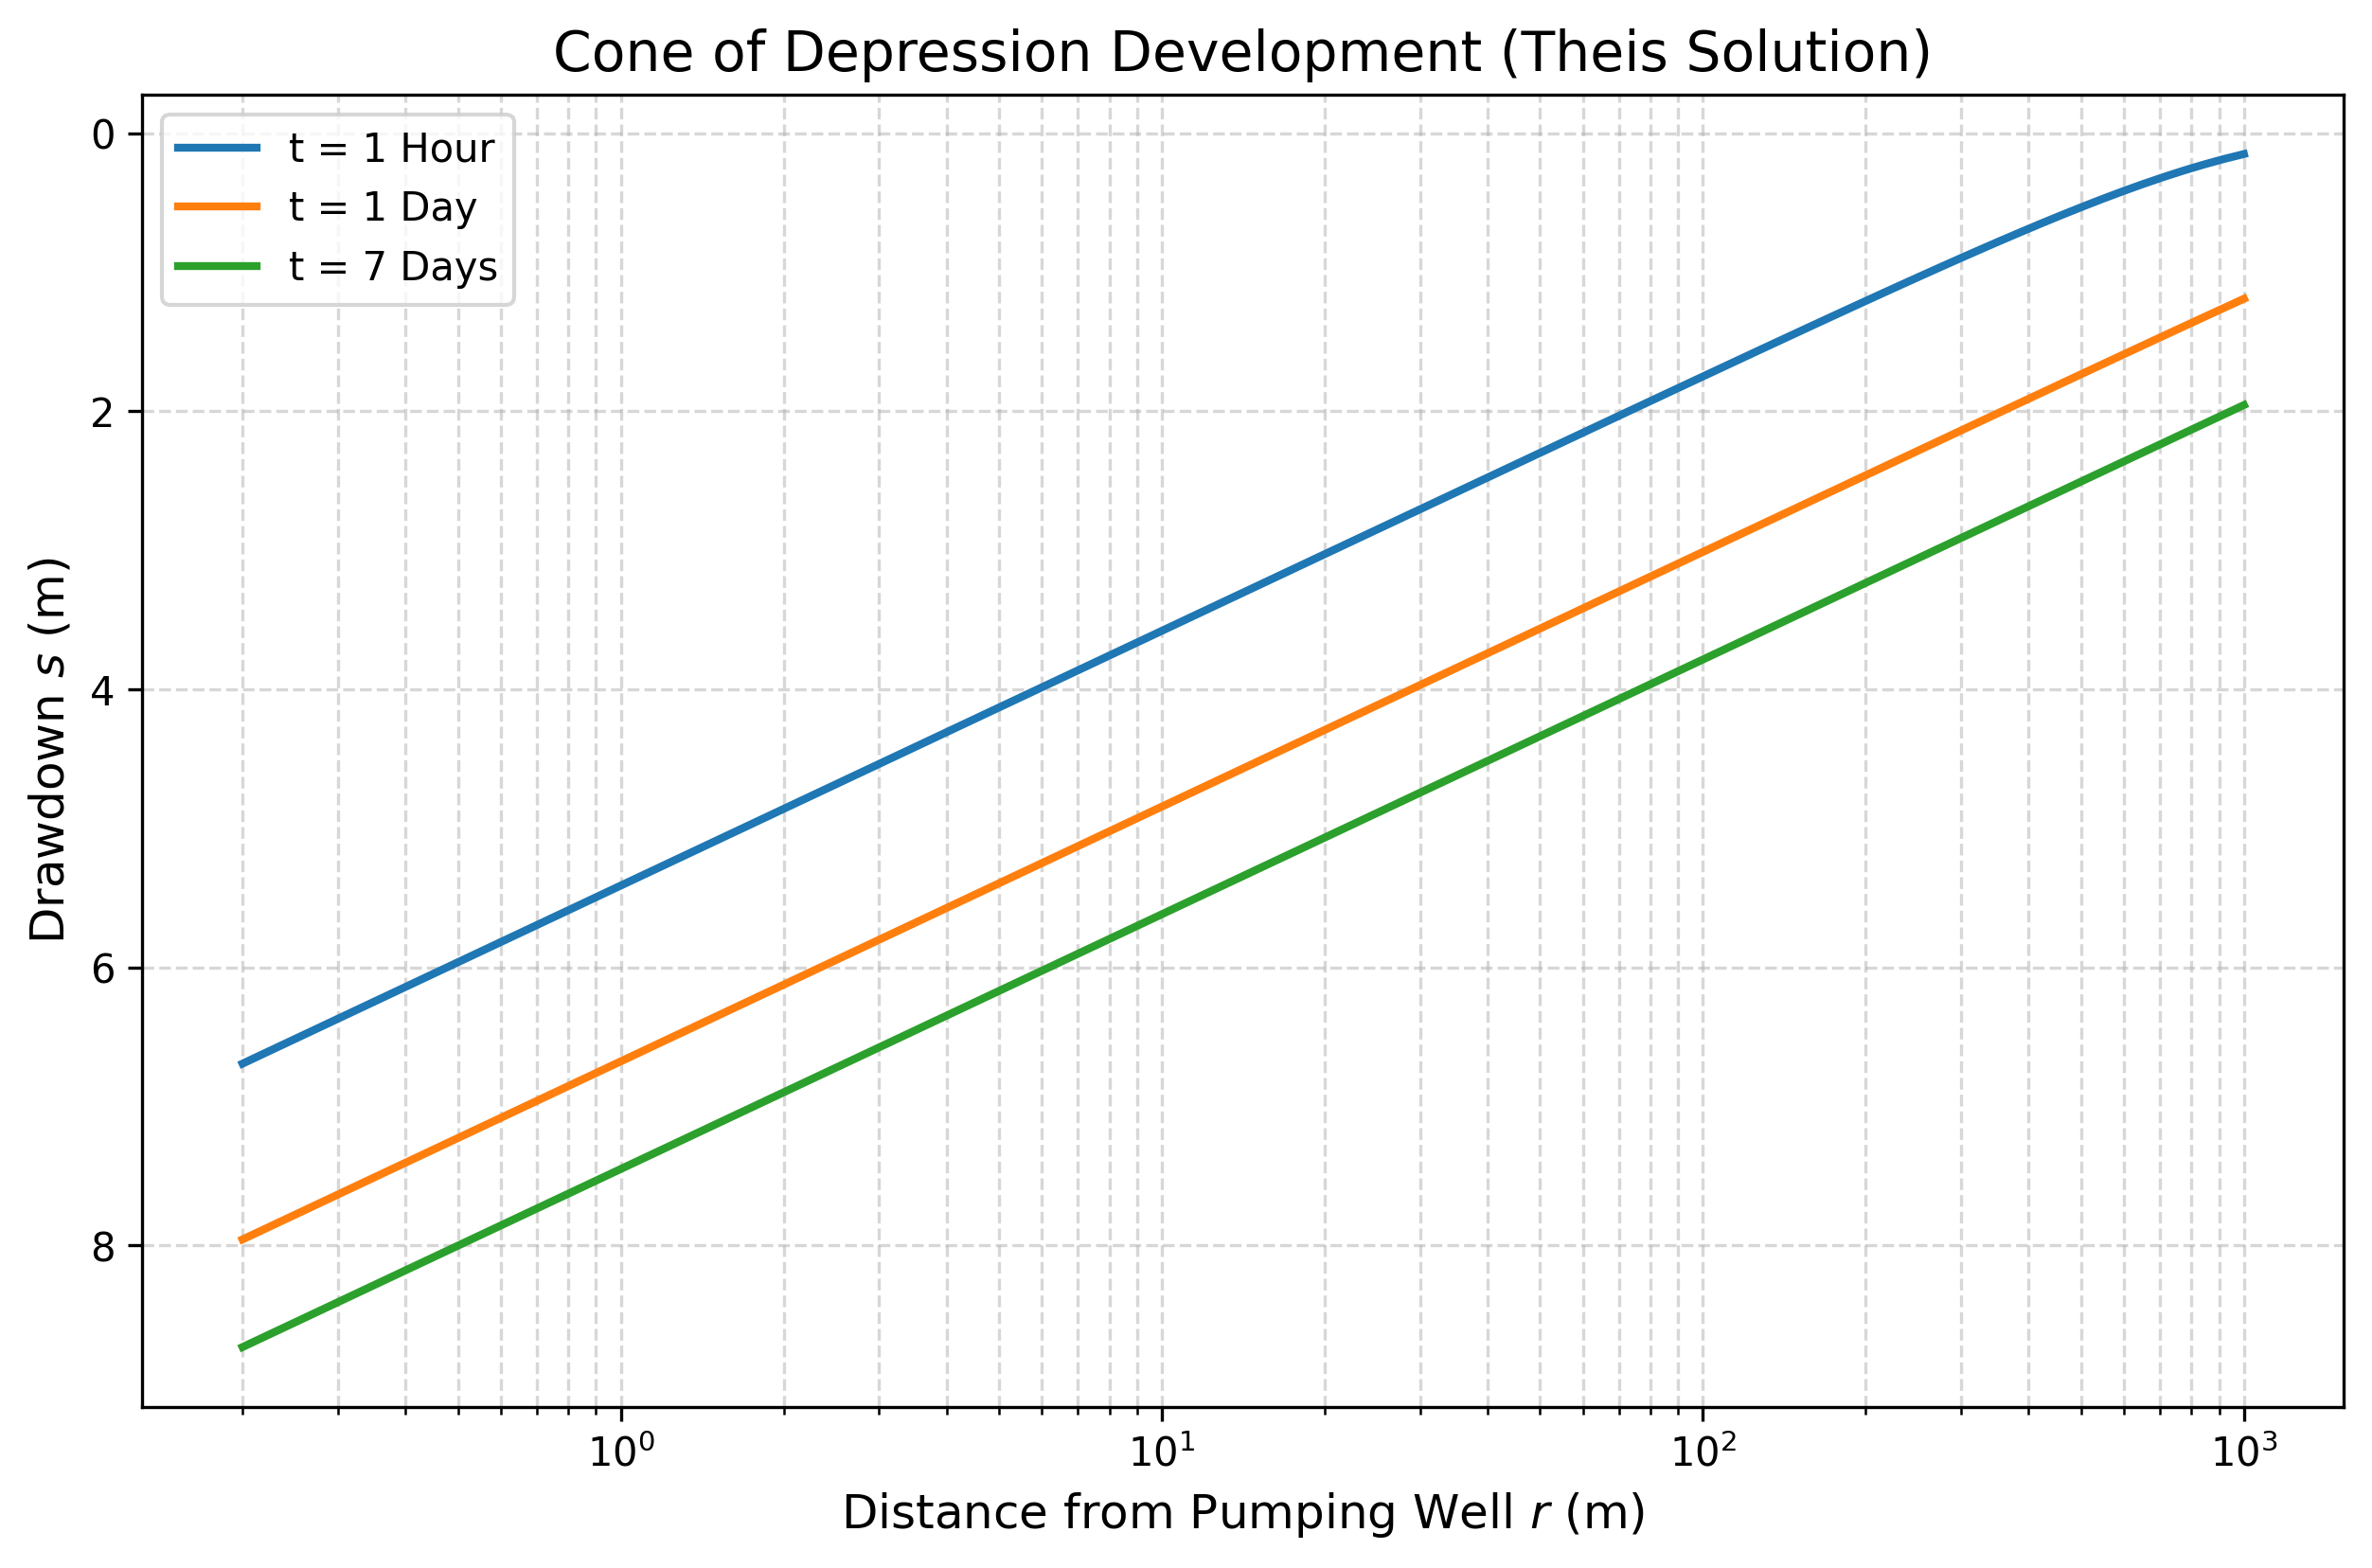 Cone of Depression Development (Theis Solution)
t = 1 Hour
t = 1 Day
t = 7 Days
Drawdown s (m)
0
2
4
6
8
10⁰
10¹
10²
10³
Distance from Pumping Well r (m)